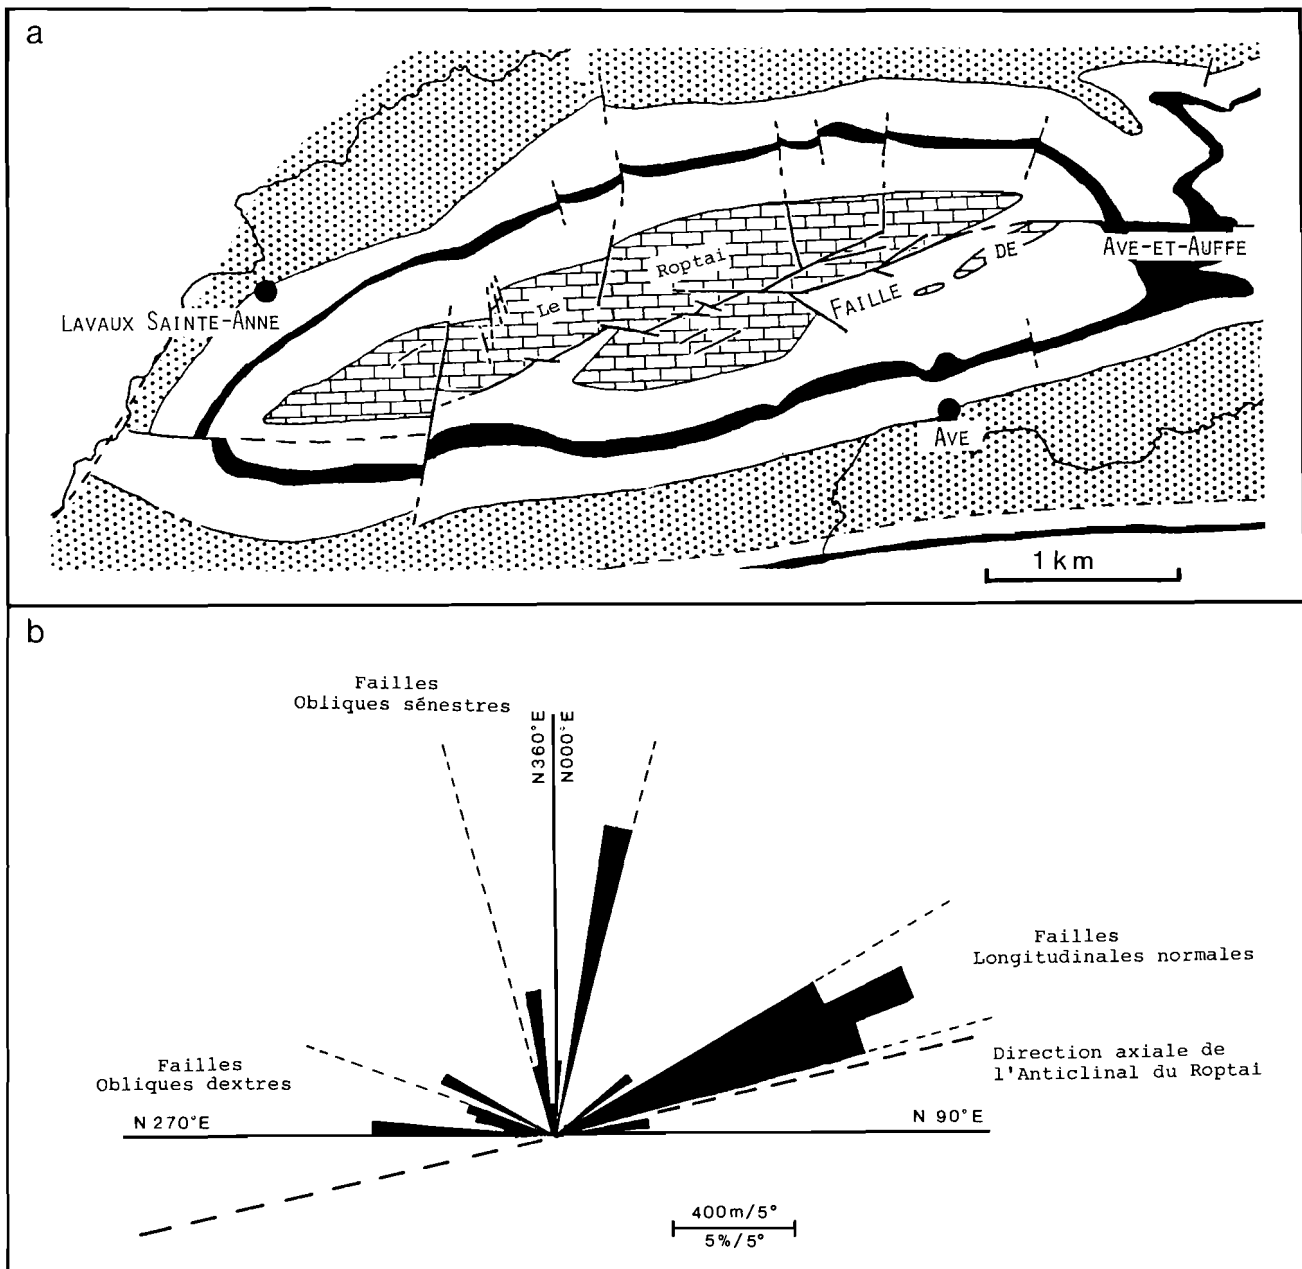 a
LAVAUX SAINTE-ANNE
Le
Roptai
FAILLE
DE
AVE-ET-AUFFE
AVE
1 km
b
Failles
Obliques sénestres
N360°E
N000°E
Failles
Longitudinales normales
Failles
Obliques dextres
Direction axiale de
l'Anticlinal du Roptai
N 270°E
N 90°E
400m/5°
5%/5°